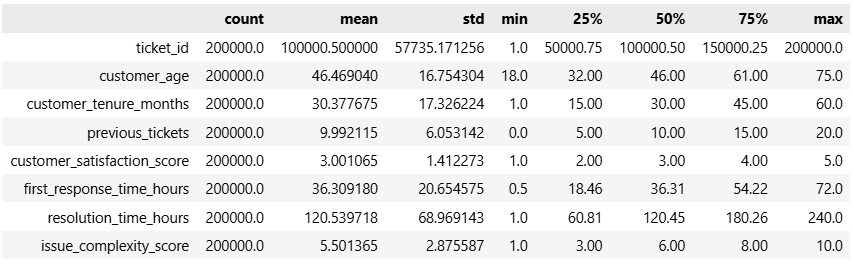 count mean std min 25% 50% 75% max
ticket_id 200000.0 100000.500000 57735.171256 1.0 50000.75 100000.50 150000.25 200000.0
customer_age 200000.0 46.469040 16.754304 18.0 32.00 46.00 61.00 75.0
customer_tenure_months 200000.0 30.377675 17.326224 1.0 15.00 30.00 45.00 60.0
previous_tickets 200000.0 9.992115 6.053142 0.0 5.00 10.00 15.00 20.0
customer_satisfaction_score 200000.0 3.001065 1.412273 1.0 2.00 3.00 4.00 5.0
first_response_time_hours 200000.0 36.309180 20.654575 0.5 18.46 36.31 54.22 72.0
resolution_time_hours 200000.0 120.539718 68.969143 1.0 60.81 120.45 180.26 240.0
issue_complexity_score 200000.0 5.501365 2.875587 1.0 3.00 6.00 8.00 10.0